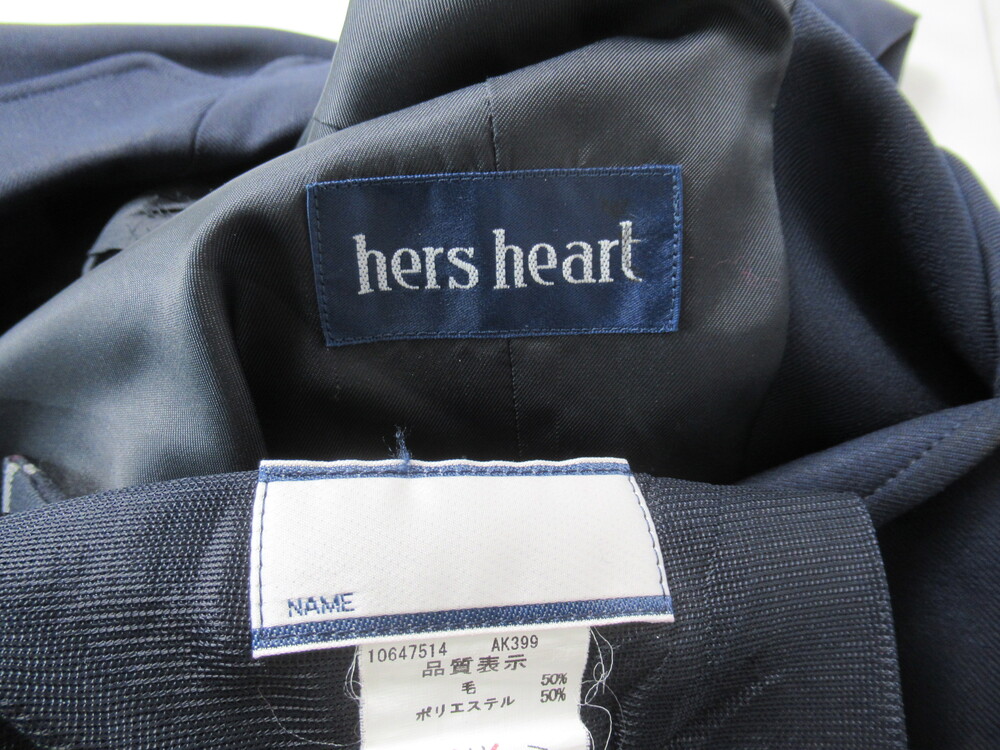 hers heart
NAME
10647514 AK399
品質表示
毛 50%
ポリエステル 50%